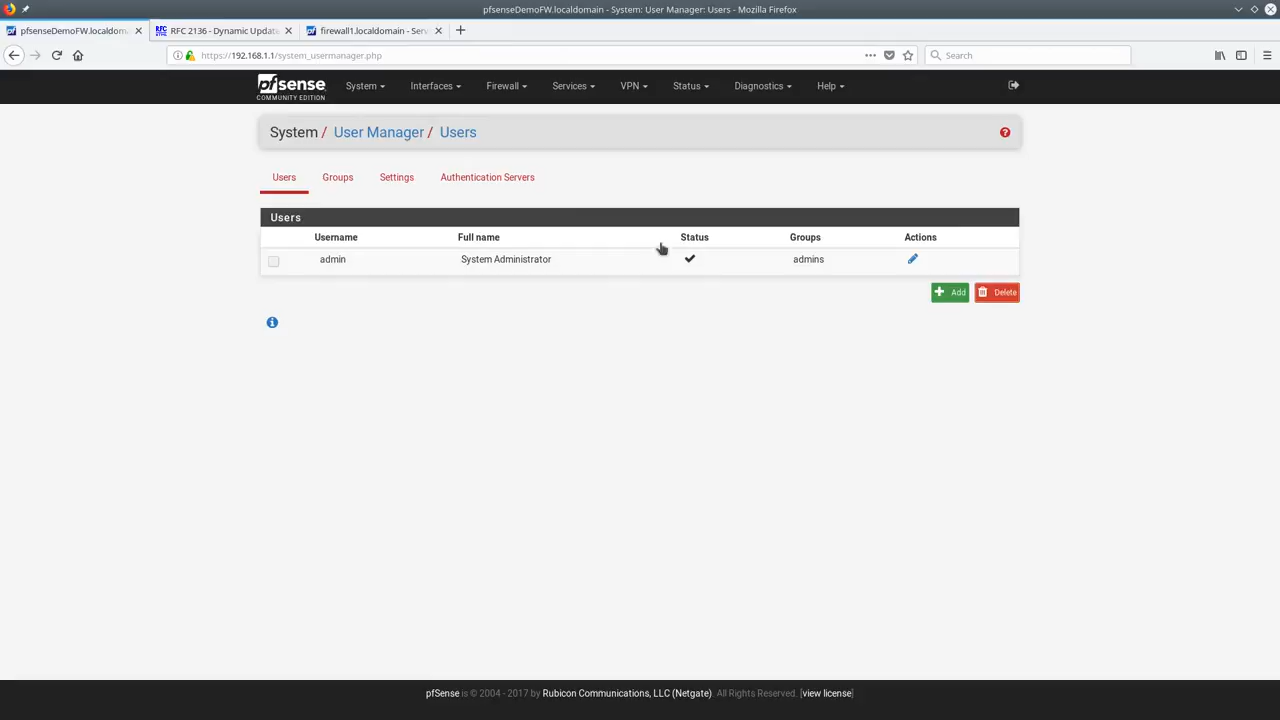 pfsenseDemoFW.localdomain - System: User Manager: Users - Mozilla Firefox
pfsenseDemoFW.localdom
RFC 2136 - Dynamic Update
firewall1.localdomain - Serv
https://192.168.1.1/system_usermanager.php
Search
pfsense
COMMUNITY EDITION
System
Interfaces
Firewall
Services
VPN
Status
Diagnostics
Help
System / User Manager / Users
Users
Groups
Settings
Authentication Servers
Users
Username Full name Status Groups Actions
admin System Administrator admins
Add
Delete
pfSense is © 2004 - 2017 by Rubicon Communications, LLC (Netgate). All Rights Reserved. [view license]